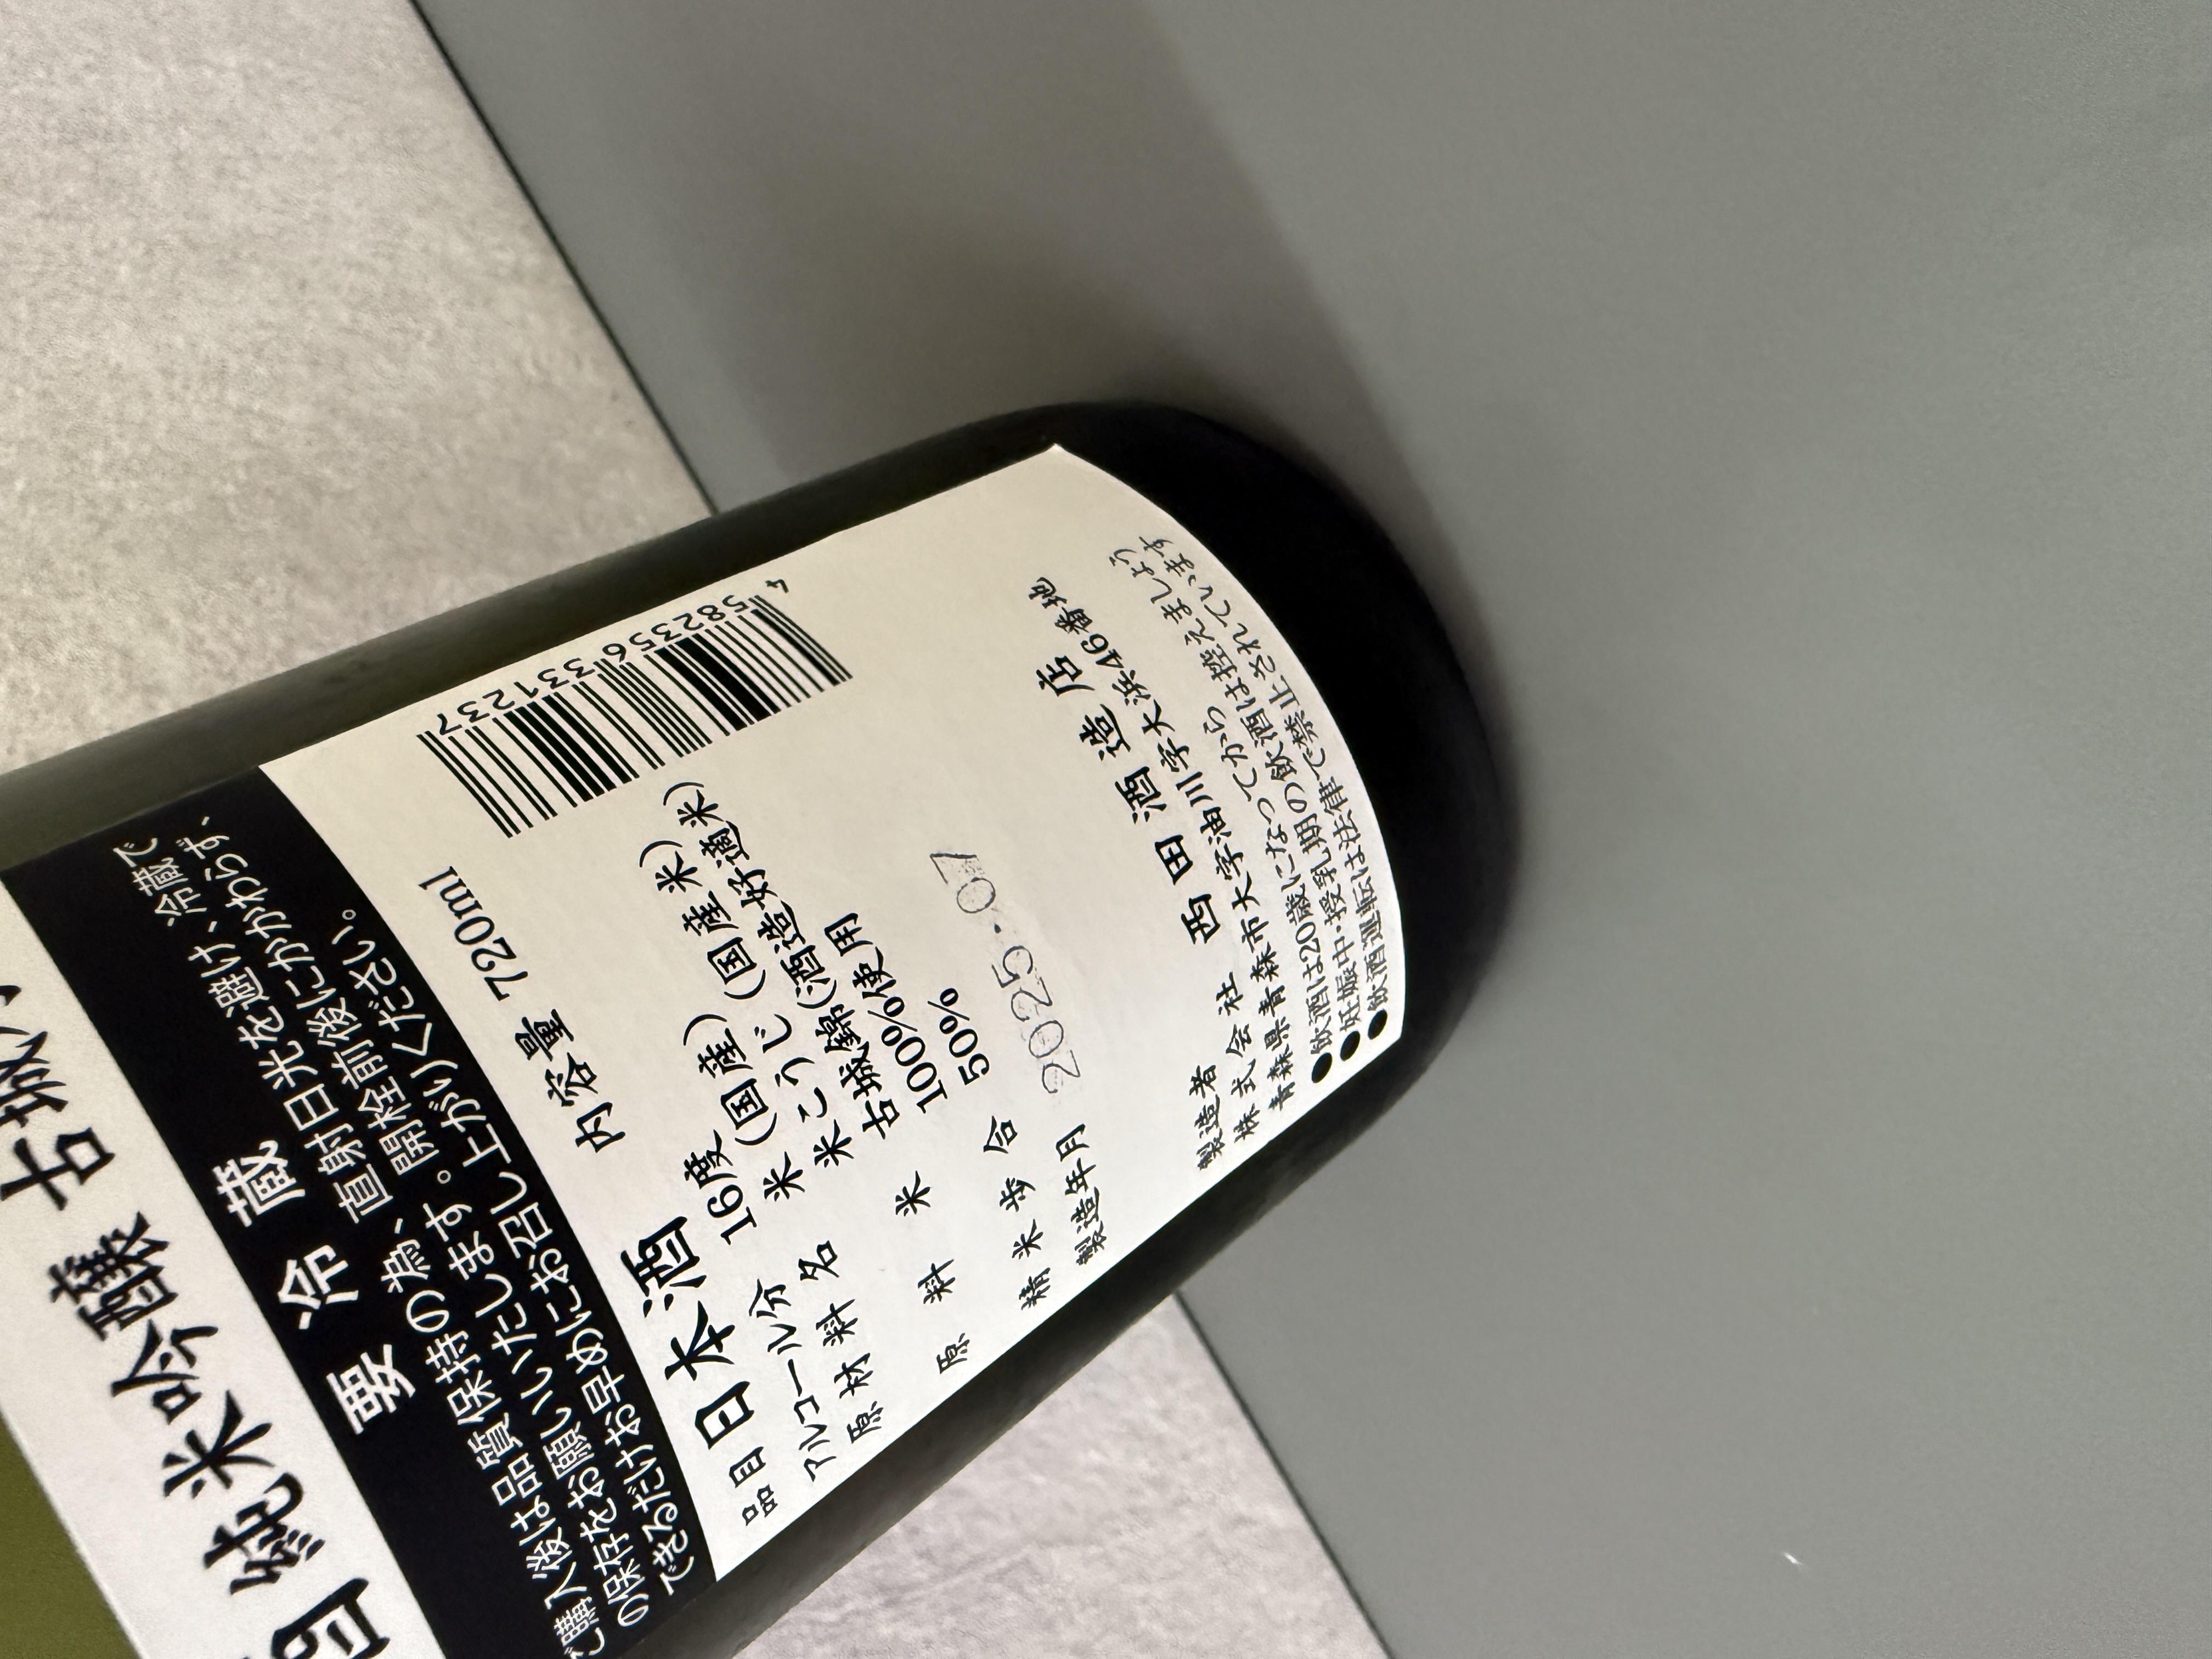 酒 純米吟醸 古城
要冷蔵
ご購入後は品質保持の為、冷蔵で
の保存をお願いいたします。直射日光を避け、
できるだけお早めにお召し上がりください。
開栓前後にかかわらず、
内容量 720ml
品目 日本酒
アルコール分 16度
原材料名 米(国産)(国産米)
米こうじ(国産米)
原料米 古城錦(酒造好適米)
100%使用
精米歩合 50%
製造年月 2025.07
4 582356 331237
製造者
株式会社 西田酒造店
青森県青森市大字油川字大浜46番地
●飲酒は20歳になってから
●妊娠中・授乳期の飲酒は控えましょう
●飲酒運転は法律で禁止されています